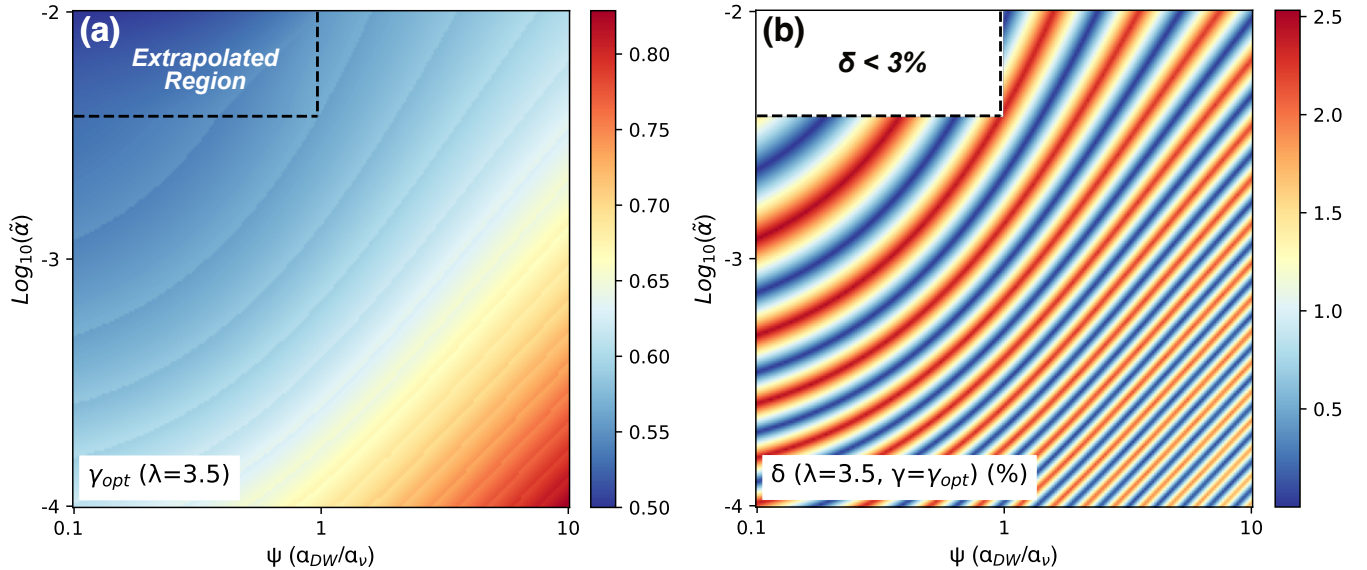 (a)
Extrapolated
Region
-2
-3
-4
Log10(α̃)
γopt (λ=3.5)
0.1
1
10
ψ (αDW/αν)
0.80
0.75
0.70
0.65
0.60
0.55
0.50
(b)
δ < 3%
-2
-3
-4
Log10(α̃)
δ (λ=3.5, γ=γopt) (%)
0.1
1
10
ψ (αDW/αν)
2.5
2.0
1.5
1.0
0.5